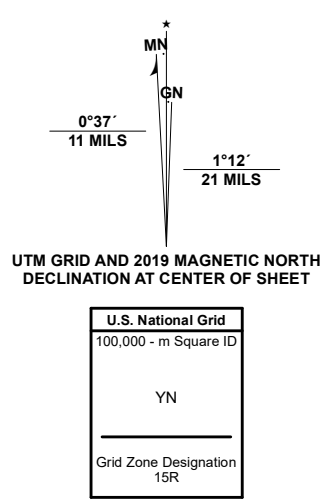 ★
MN
GN
0°37´
11 MILS
1°12´
21 MILS
UTM GRID AND 2019 MAGNETIC NORTH
DECLINATION AT CENTER OF SHEET
U.S. National Grid
100,000 - m Square ID
YN
Grid Zone Designation
15R